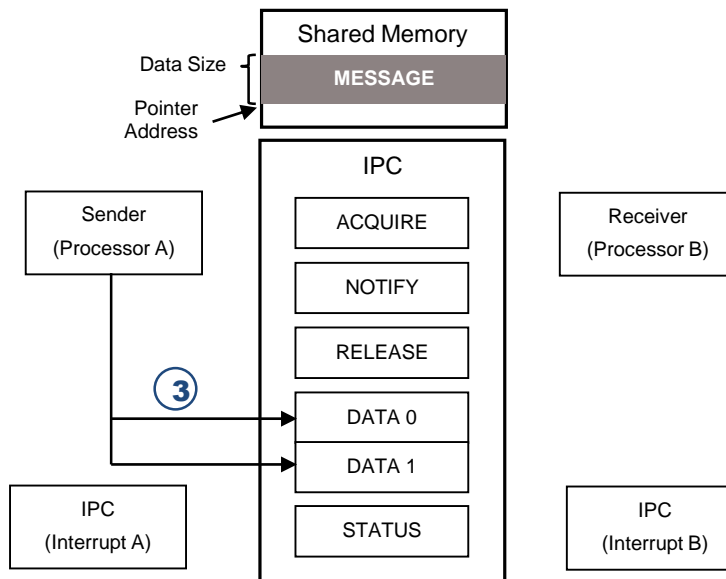 Shared Memory
Data Size
MESSAGE
Pointer
Address
IPC
Sender
(Processor A)
ACQUIRE
Receiver
(Processor B)
NOTIFY
RELEASE
3
DATA 0
DATA 1
IPC
(Interrupt A)
STATUS
IPC
(Interrupt B)